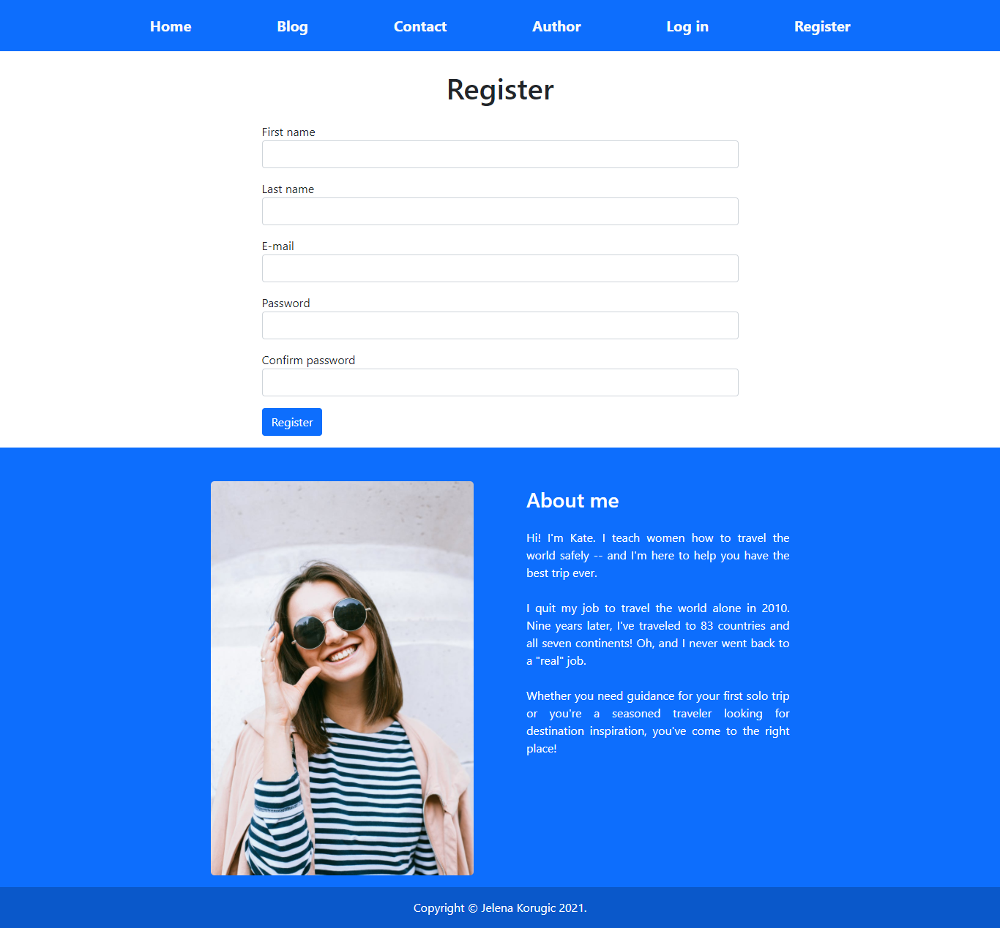 Home Blog Contact Author Log in Register
Register
First name
Last name
E-mail
Password
Confirm password
Register
About me
Hi! I'm Kate. I teach women how to travel the
world safely -- and I'm here to help you have the
best trip ever.
I quit my job to travel the world alone in 2010.
Nine years later, I've traveled to 83 countries and
all seven continents! Oh, and I never went back to
a "real" job.
Whether you need guidance for your first solo trip
or you're a seasoned traveler looking for
destination inspiration, you've come to the right
place!
Copyright © Jelena Korugic 2021.